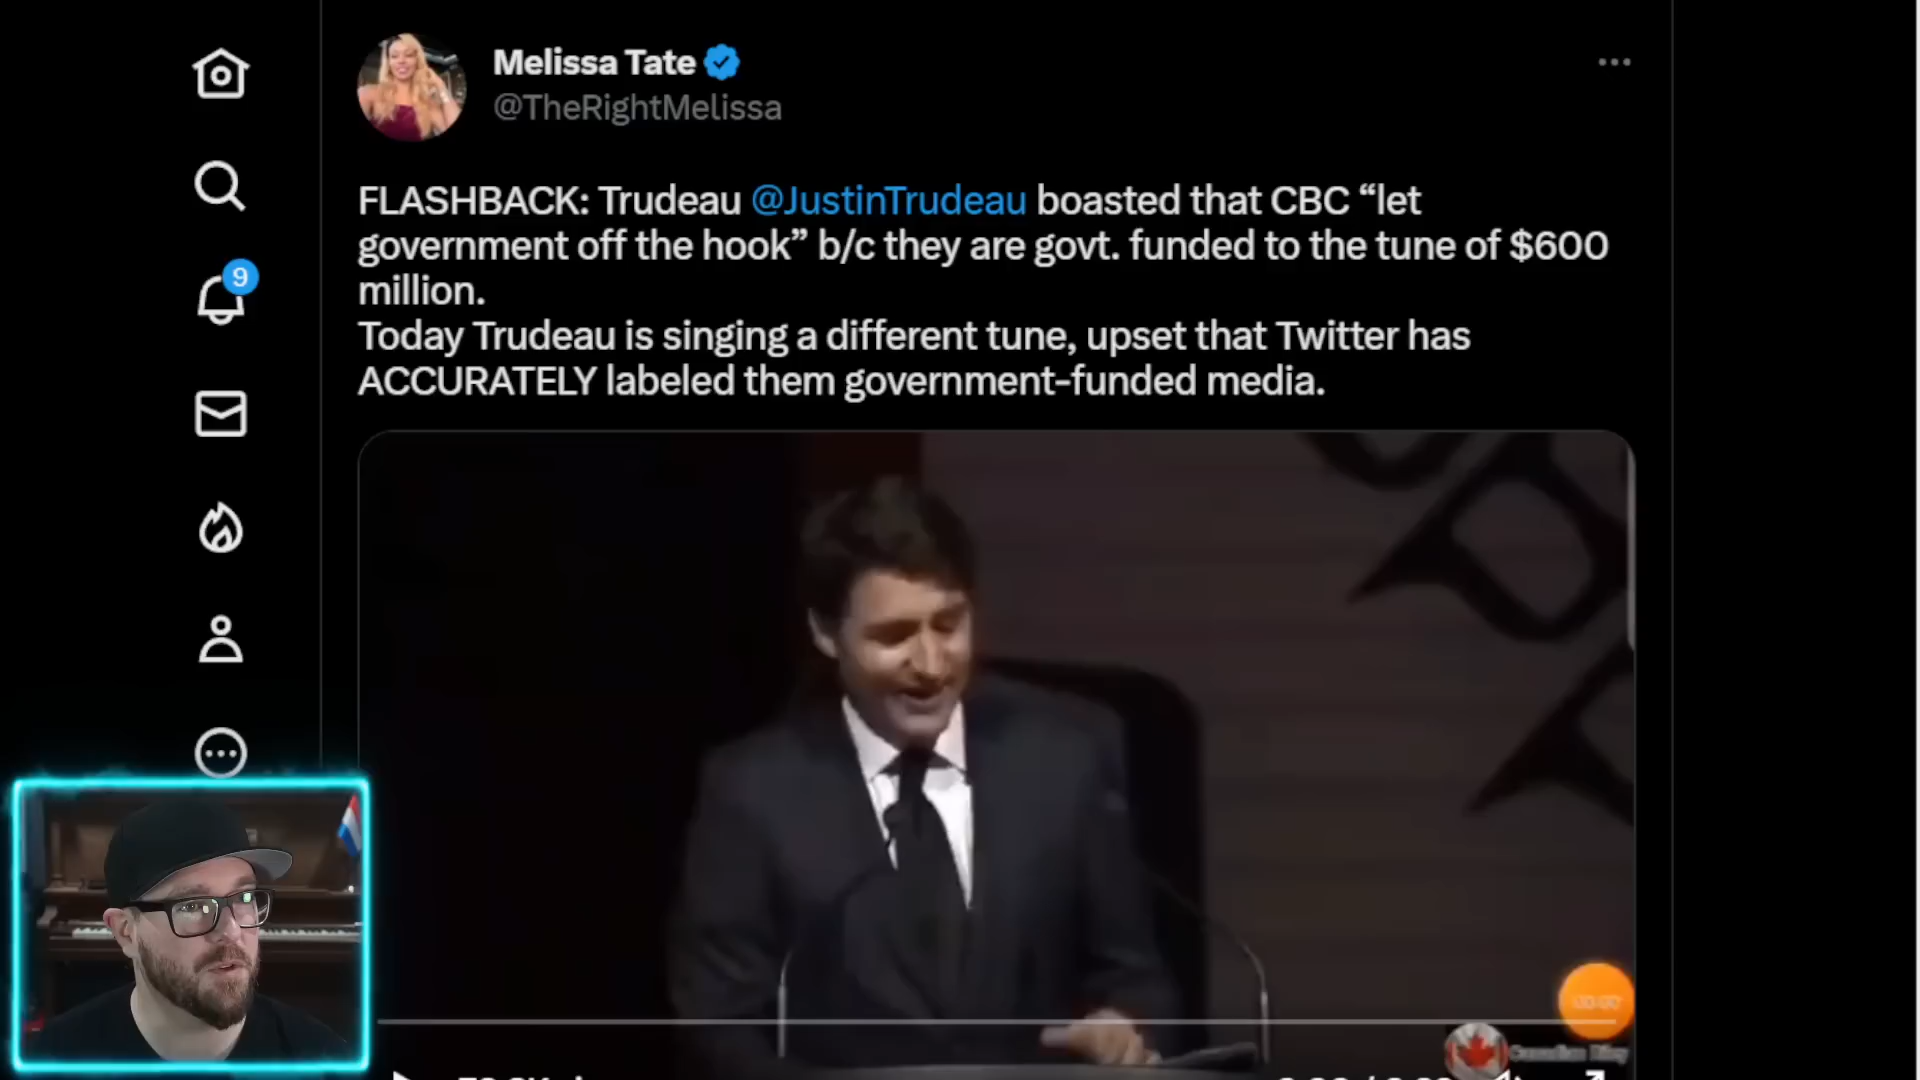 Melissa Tate
@TheRightMelissa
9
FLASHBACK: Trudeau @JustinTrudeau boasted that CBC “let
government off the hook” b/c they are govt. funded to the tune of $600
million.
Today Trudeau is singing a different tune, upset that Twitter has
ACCURATELY labeled them government-funded media.